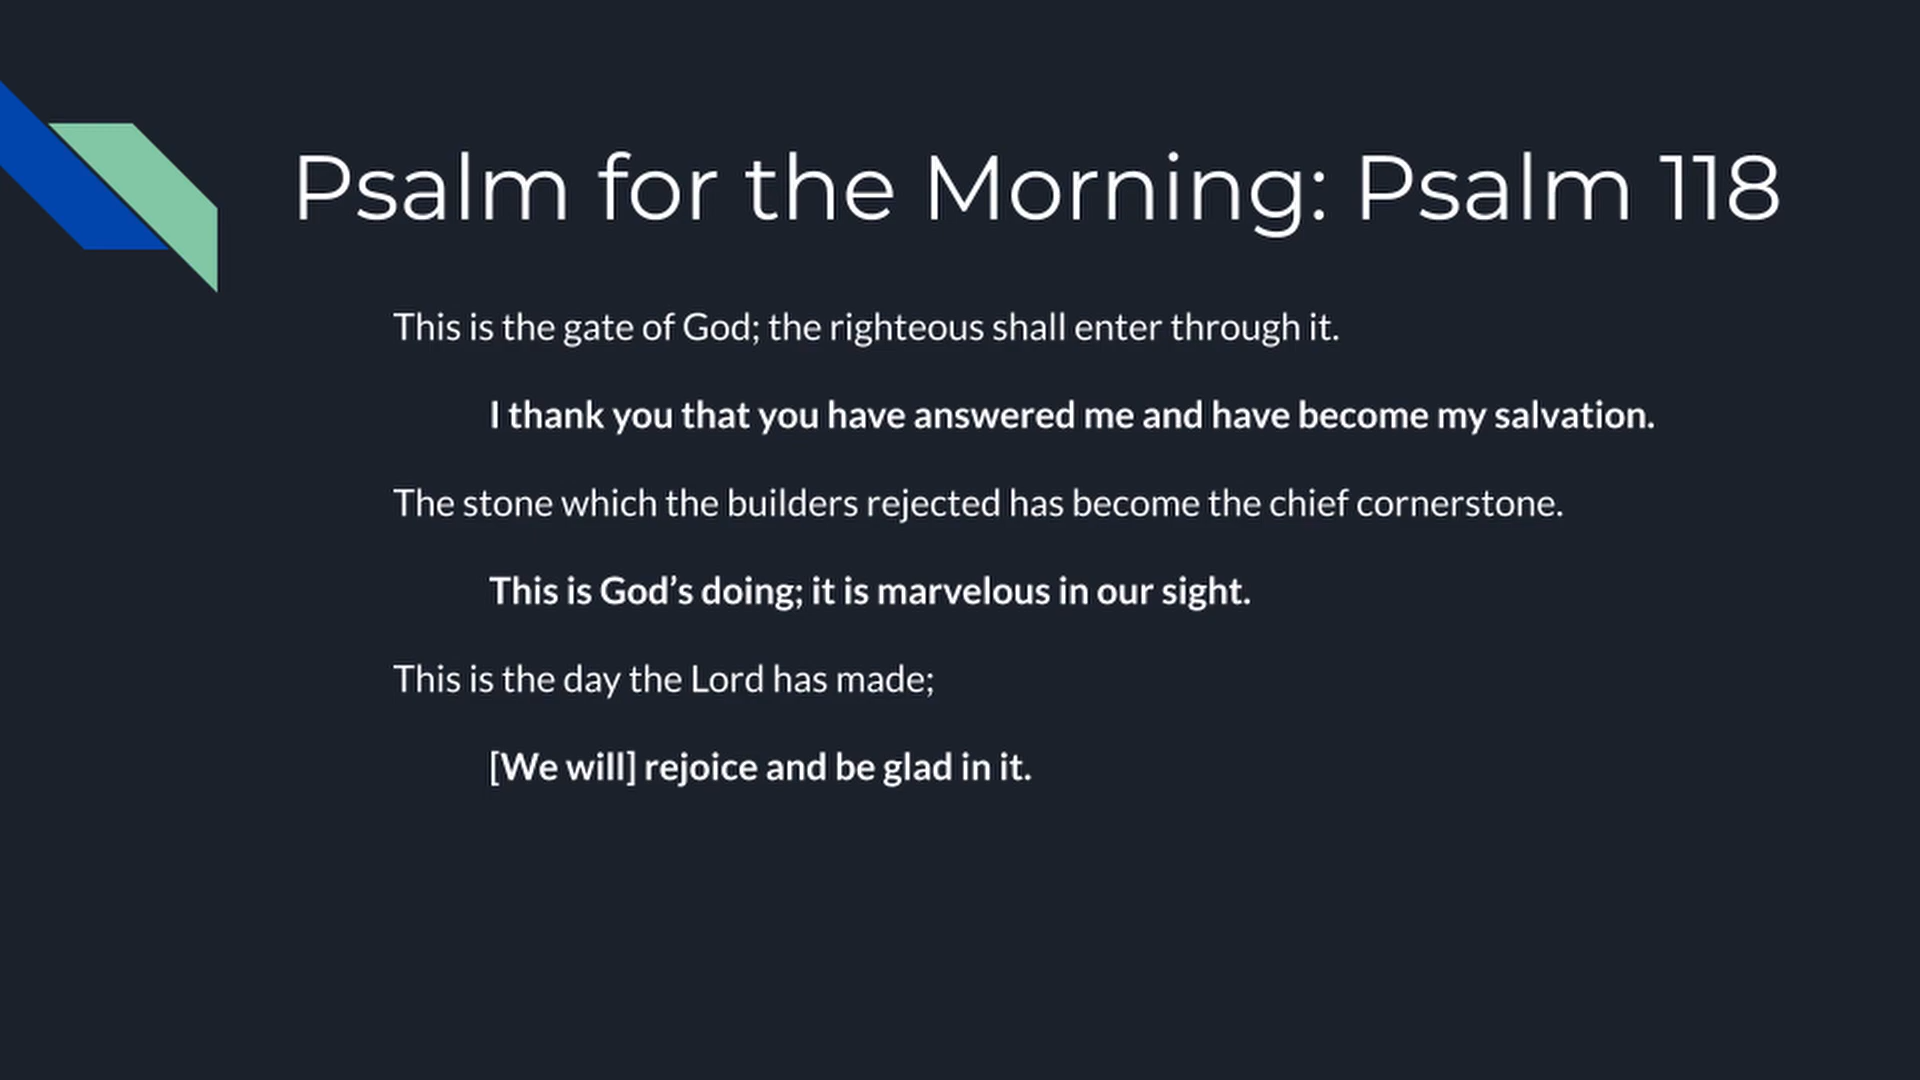 Psalm for the Morning: Psalm 118
This is the gate of God; the righteous shall enter through it.
I thank you that you have answered me and have become my salvation.
The stone which the builders rejected has become the chief cornerstone.
This is God’s doing; it is marvelous in our sight.
This is the day the Lord has made;
[We will] rejoice and be glad in it.